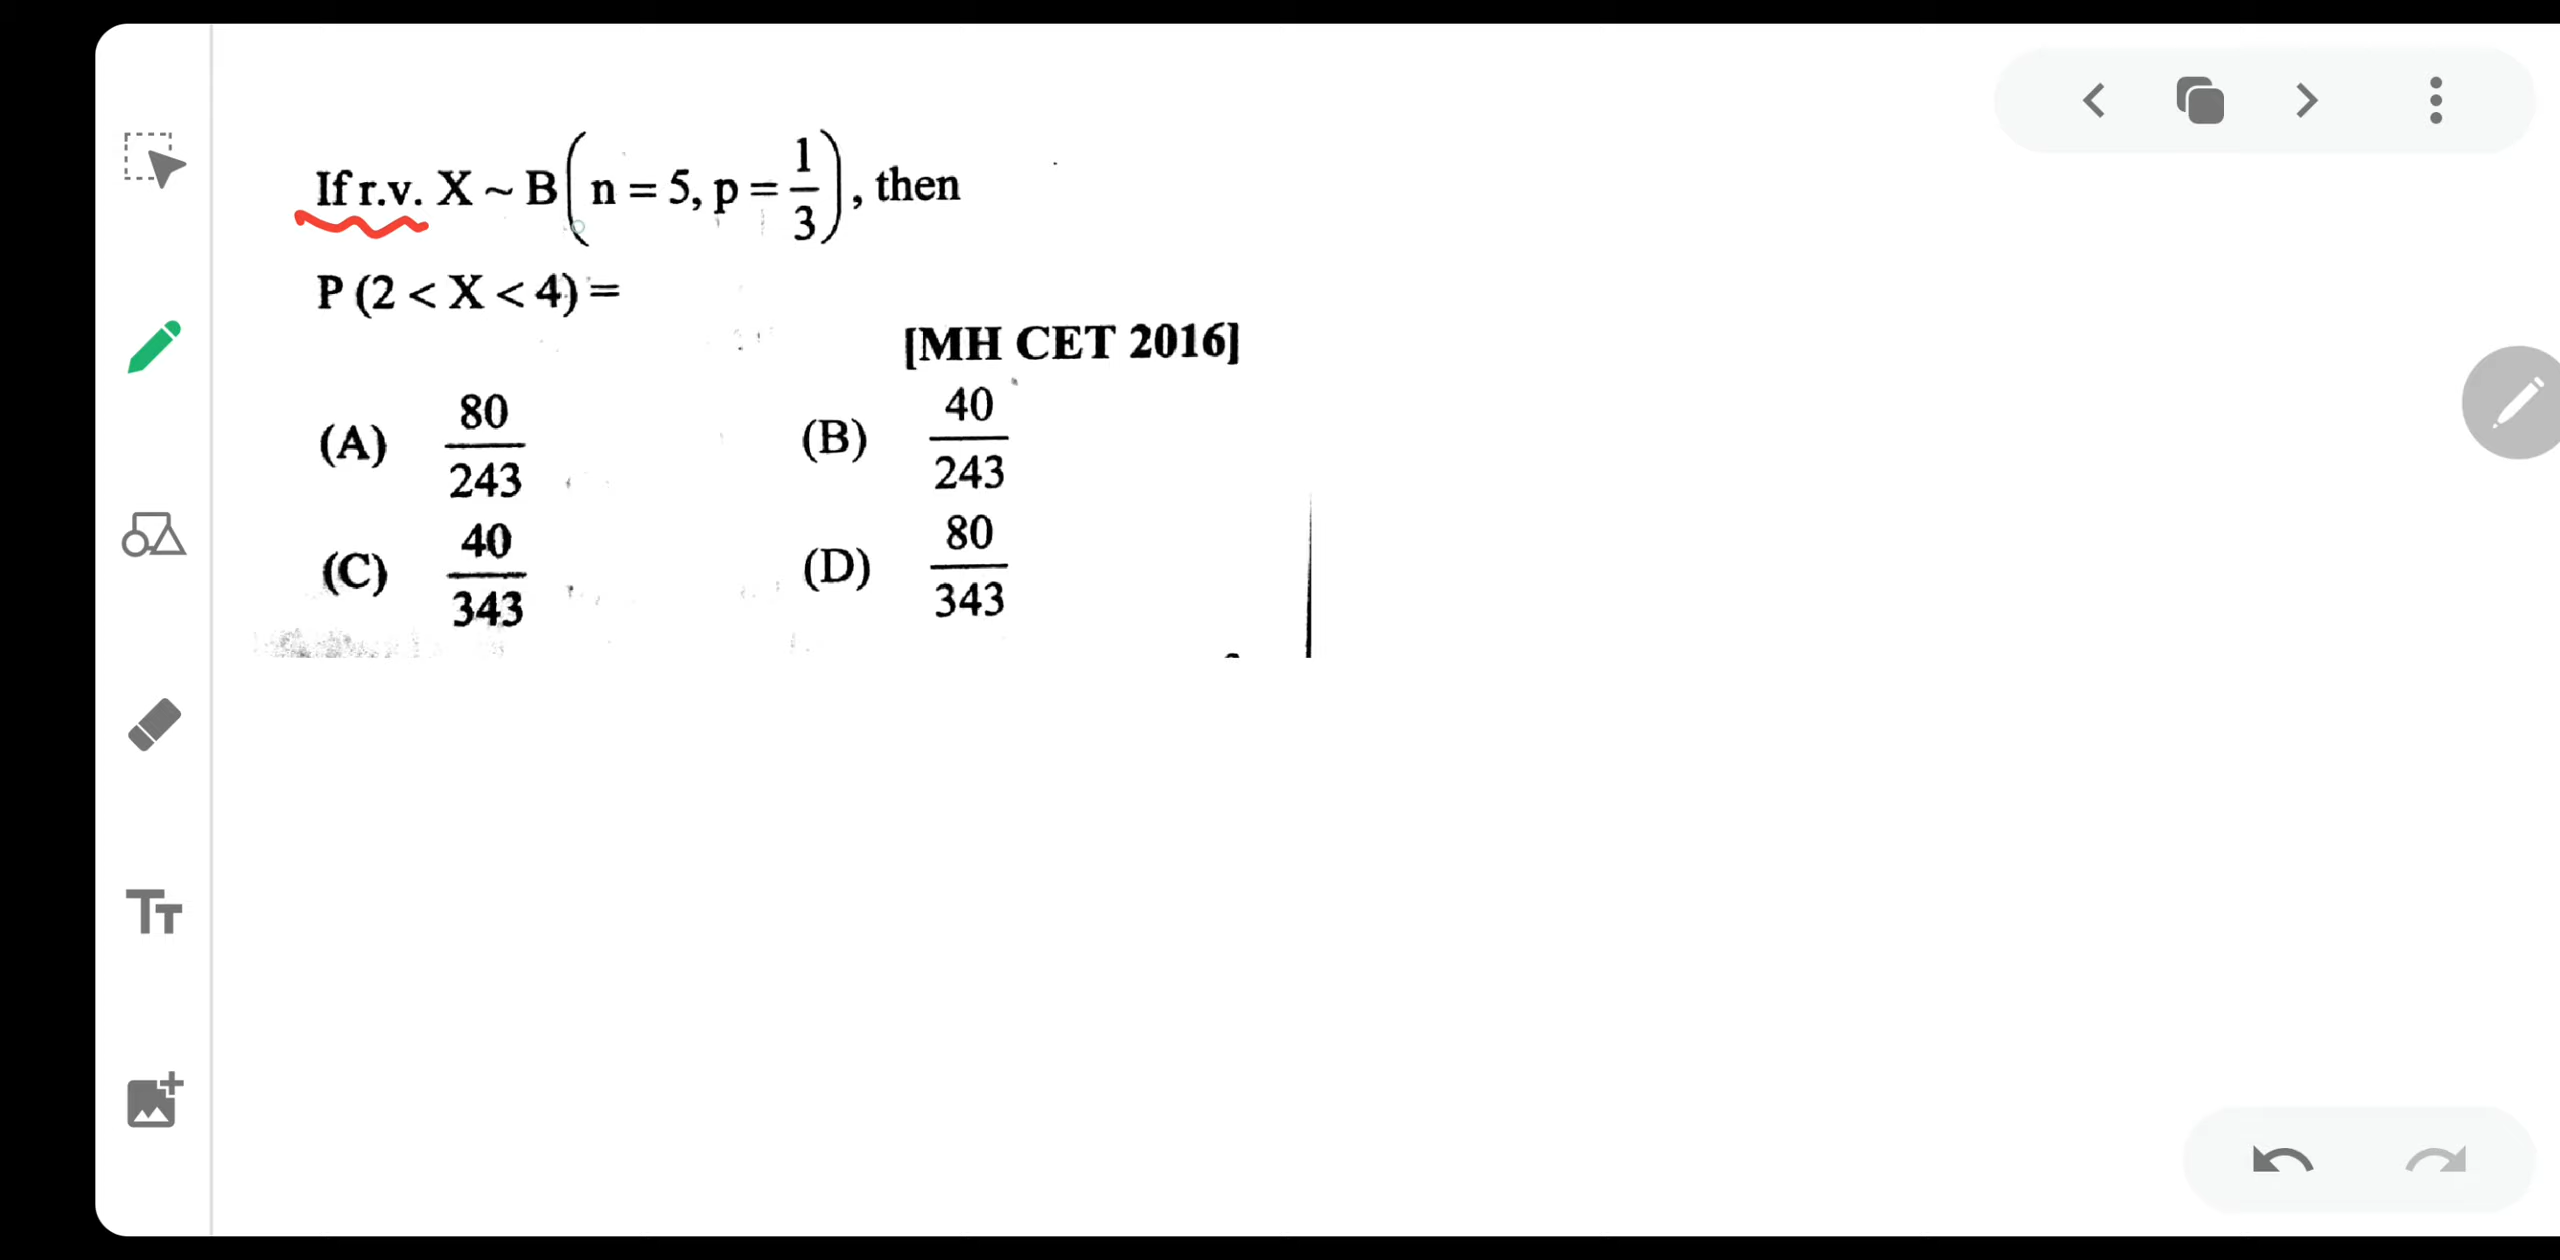 If r.v. X ~ B(n = 5, p = 1/3), then
P (2 < X < 4) =
[MH CET 2016]
(A) 80/243 (B) 40/243
(C) 40/343 (D) 80/343